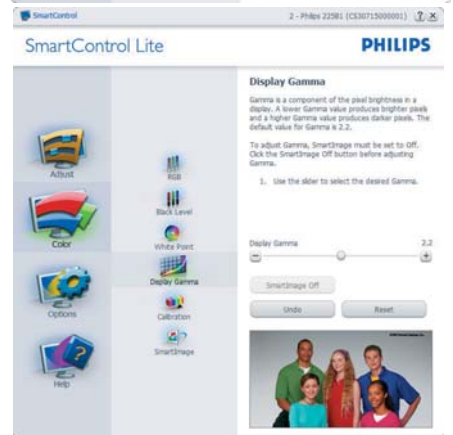 SmartControl
2 - Philips 225B1 (CS30715000001)
SmartControl Lite
PHILIPS
Adjust
Color
Options
Help
RGB
Black Level
White Point
Display Gamma
Calibration
SmartImage
Display Gamma
Gamma is a component of the pixel brightness in a
display. A lower Gamma value produces brighter pixels
and a higher Gamma value produces darker pixels. The
default value for Gamma is 2.2.
To adjust Gamma, SmartImage must be set to Off.
Click the SmartImage Off button before adjusting
Gamma.
1. Use the slider to select the desired Gamma.
Display Gamma 2.2
SmartImage Off
Undo
Reset